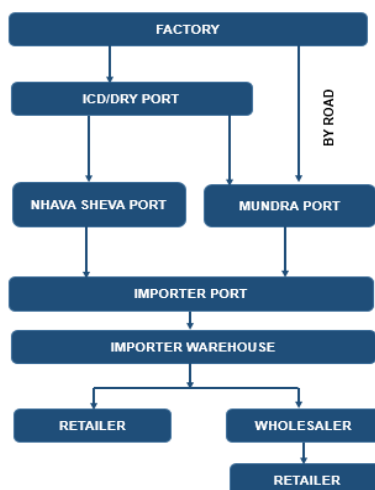 FACTORY
ICD/DRY PORT
BY ROAD
NHAVA SHEVA PORT
MUNDRA PORT
IMPORTER PORT
IMPORTER WAREHOUSE
RETAILER
WHOLESALER
RETAILER